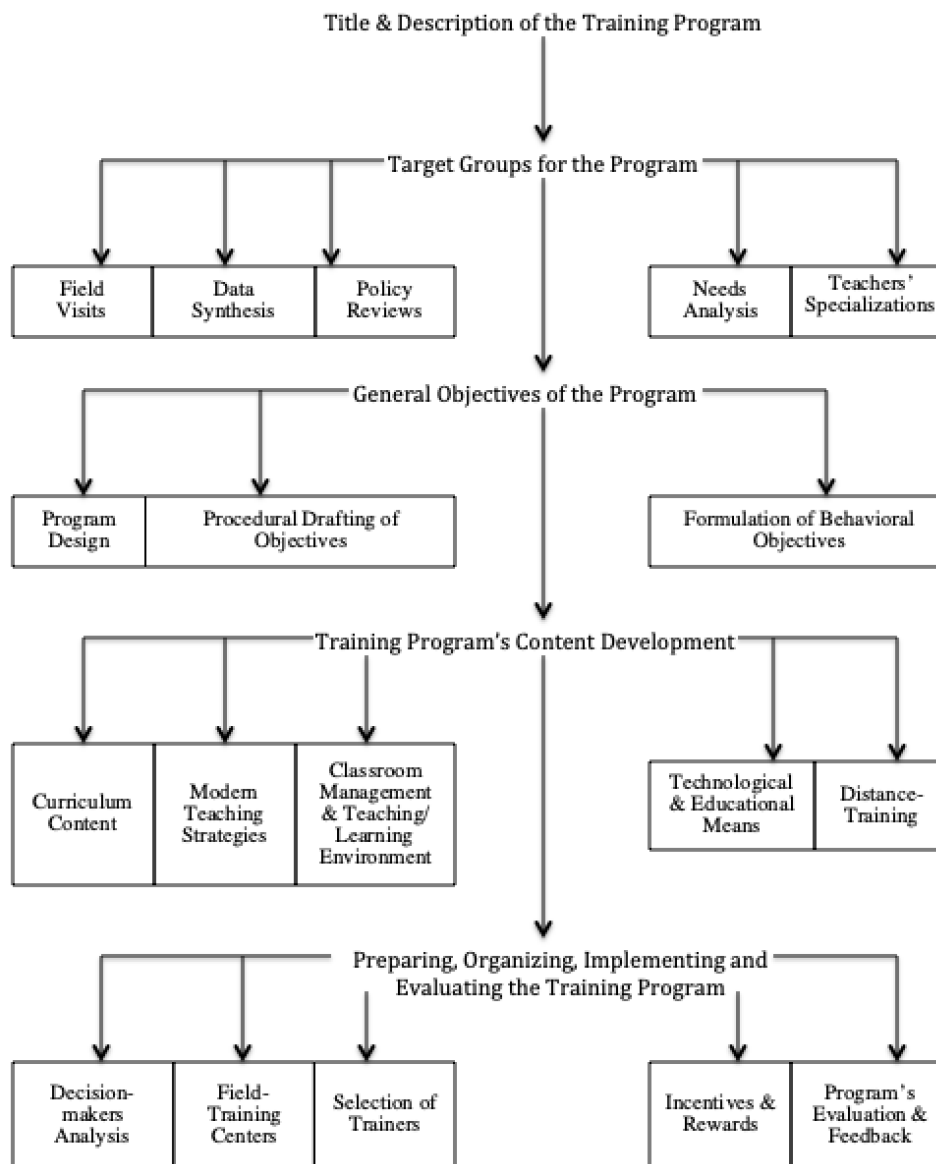 Title & Description of the Training Program
Target Groups for the Program
Field
Visits
Data
Synthesis
Policy
Reviews
Needs
Analysis
Teachers’
Specializations
General Objectives of the Program
Program
Design
Procedural Drafting of
Objectives
Formulation of Behavioral
Objectives
Training Program’s Content Development
Curriculum
Content
Modern
Teaching
Strategies
Classroom
Management
& Teaching/
Learning
Environment
Technological
& Educational
Means
Distance-
Training
Preparing, Organizing, Implementing and
Evaluating the Training Program
Decision-
makers
Analysis
Field-
Training
Centers
Selection of
Trainers
Incentives &
Rewards
Program’s
Evaluation &
Feedback